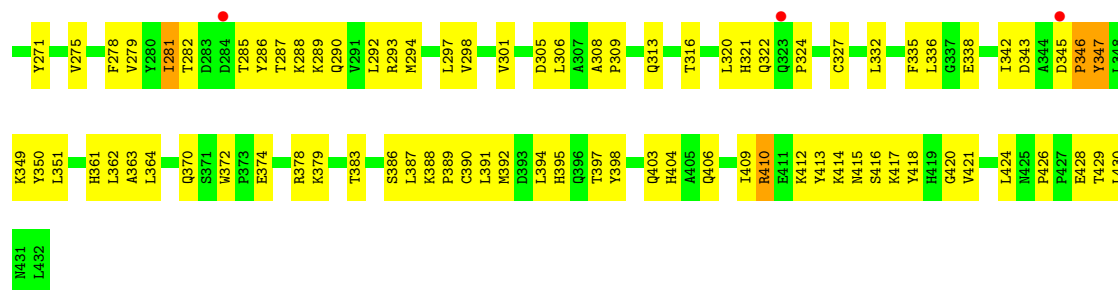 Y271 V275 F278 V279 Y280 I281 T282 D283 D284 T285 Y286 T287 K288 K289 Q290 V291 L292 R293 M294 L297 V298 V301 D305 L306 A307 A308 P309 Q313 T316 L320 H321 Q322 Q323 P324 C327 L332 F335 L336 G337 E338 I342 D343 A344 D345 P346 Y347 L348
K349 Y350 L351 H361 L362 A363 L364 Q370 S371 W372 P373 E374 R378 K379 T383 S386 L387 K388 P389 C390 L391 M392 D393 L394 H395 Q396 T397 Y398 Q403 H404 A405 Q406 I409 R410 E411 K412 Y413 K414 N415 S416 K417 Y418 H419 G420 V421 L424 N425 P426 P427 E428 T429 L430
N431 L432